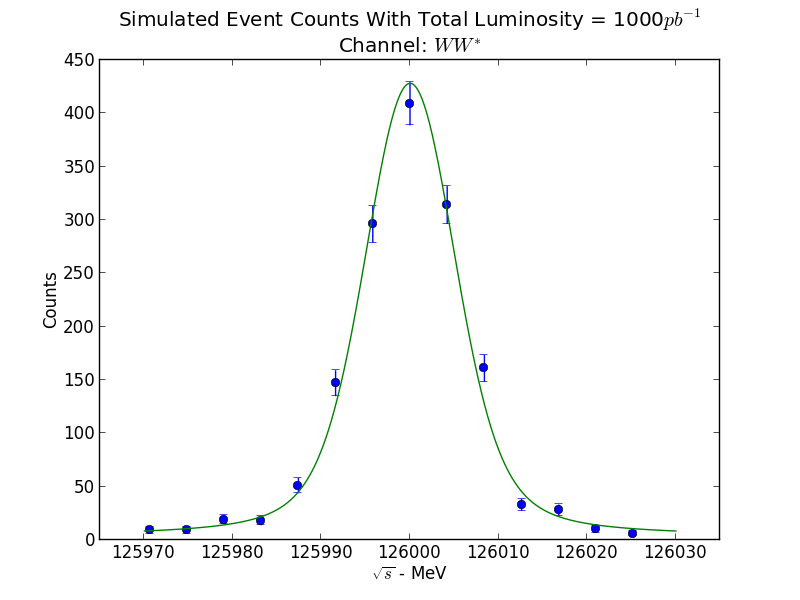 Simulated Event Counts With Total Luminosity = 1000$pb^{-1}$
Channel: $WW^*$
450
400
350
300
250
200
150
100
50
0
Counts
125970 125980 125990 126000 126010 126020 126030
$\sqrt{s}$ - MeV